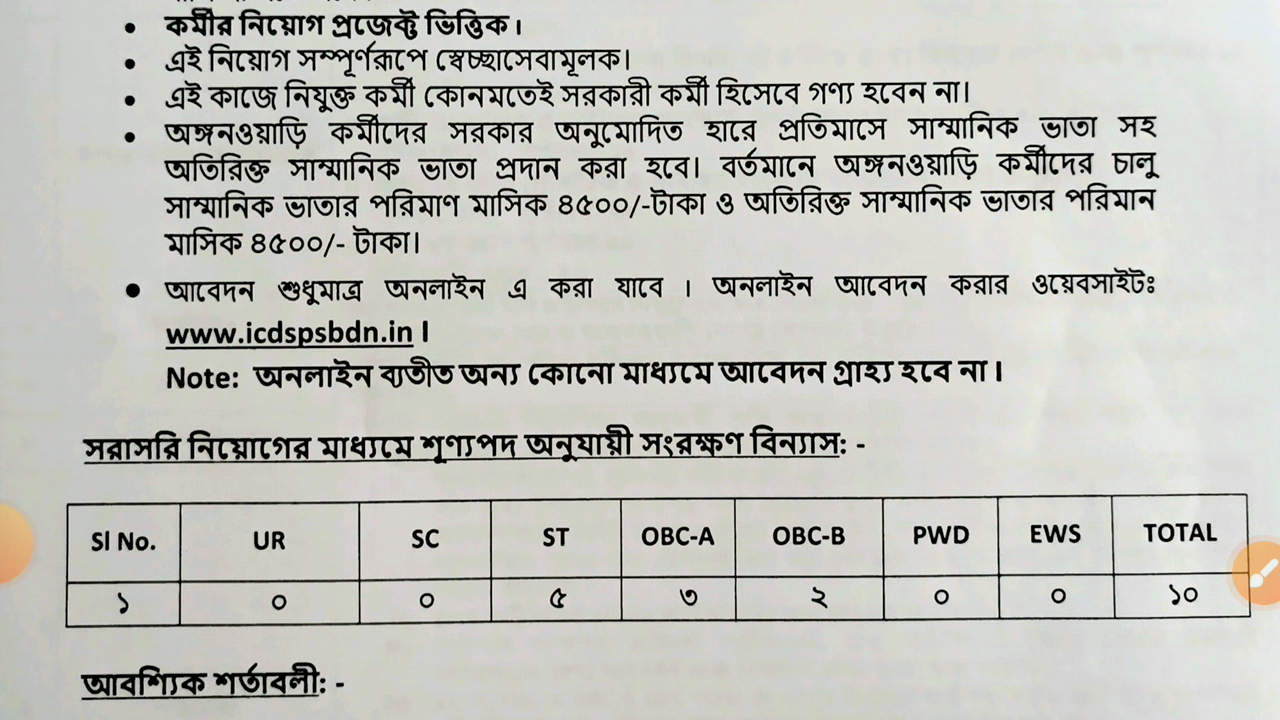 • কর্মীর নিয়োগ প্রজেক্ট ভিত্তিক।
• এই নিয়োগ সম্পূর্ণরূপে স্বেচ্ছাসেবামূলক।
• এই কাজে নিযুক্ত কর্মী কোনমতেই সরকারী কর্মী হিসেবে গণ্য হবেন না।
• অঙ্গনওয়াড়ি কর্মীদের সরকার অনুমোদিত হারে প্রতিমাসে সাম্মানিক ভাতা সহ
অতিরিক্ত সাম্মানিক ভাতা প্রদান করা হবে। বর্তমানে অঙ্গনওয়াড়ি কর্মীদের চালু
সাম্মানিক ভাতার পরিমাণ মাসিক ৪৫০০/-টাকা ও অতিরিক্ত সাম্মানিক ভাতার পরিমান
মাসিক ৪৫০০/- টাকা।
• আবেদন শুধুমাত্র অনলাইন এ করা যাবে । অনলাইন আবেদন করার ওয়েবসাইটঃ
www.icdspsbdn.in।
Note: অনলাইন ব্যতীত অন্য কোনো মাধ্যমে আবেদন গ্রাহ্য হবে না।
সরাসরি নিয়োগের মাধ্যমে শূণ্যপদ অনুযায়ী সংরক্ষণ বিন্যাস: -
Sl No. UR SC ST OBC-A OBC-B PWD EWS TOTAL
১ ০ ০ ৫ ৩ ২ ০ ০ ১০
আবশ্যিক শর্তাবলী: -